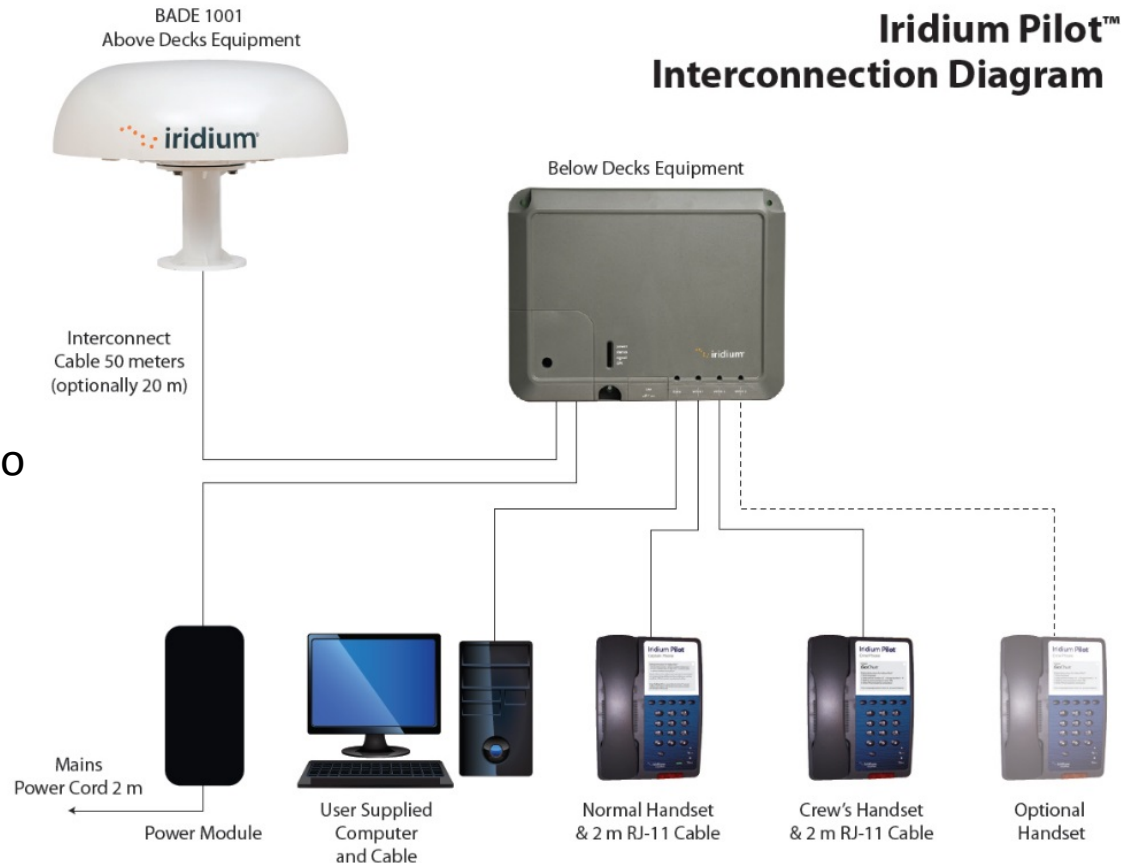 BADE 1001
Above Decks Equipment
Iridium Pilot™
Interconnection Diagram
iridium
Below Decks Equipment
iridium
Interconnect
Cable 50 meters
(optionally 20 m)
o
Iridium Pilot
Iridium Pilot
Iridium Pilot
Mains
Power Cord 2 m
Power Module
User Supplied
Computer
and Cable
Normal Handset
& 2 m RJ-11 Cable
Crew's Handset
& 2 m RJ-11 Cable
Optional
Handset